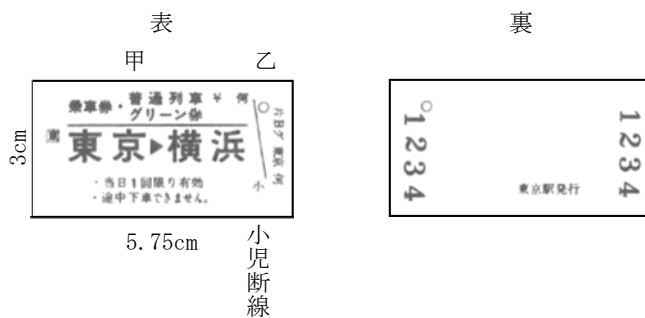 表
裏
甲
乙
乗車券・普通列車グリーン券
¥ 何
東京▶横浜
・当日1回限り有効
・途中下車できません。
小
3cm
5.75cm
小児断線
1234
1234
東京駅発行